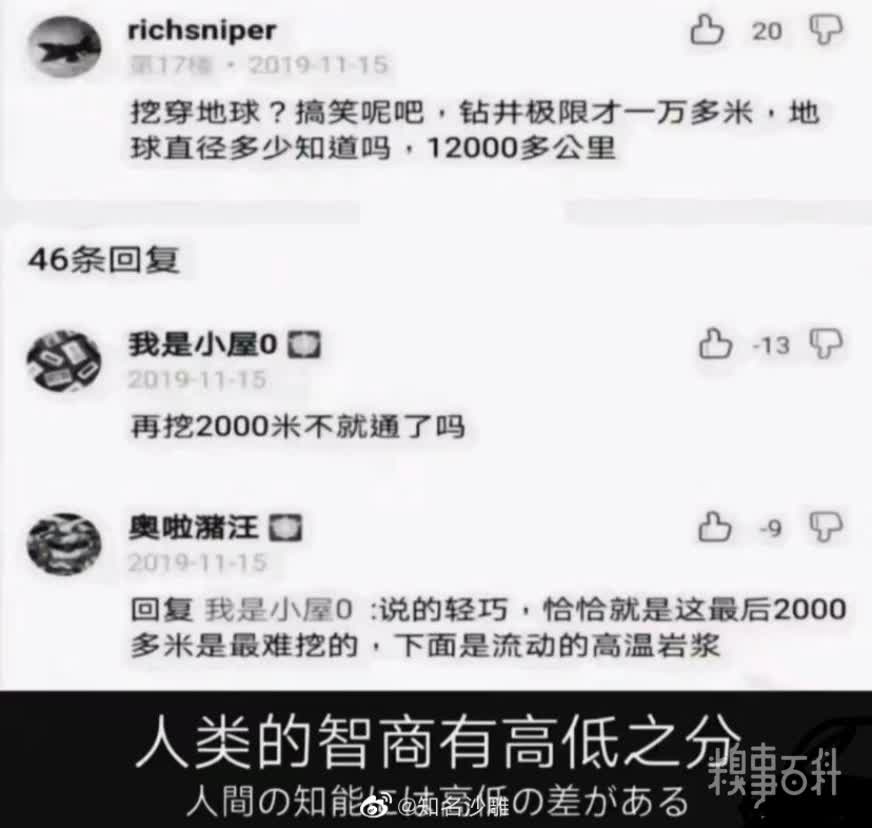 richsniper
20
第17楼 · 2019-11-15
挖穿地球？搞笑呢吧，钻井极限才一万多米，地
球直径多少知道吗，12000多公里
46条回复
我是小屋0
-13
2019-11-15
再挖2000米不就通了吗
奥啦潴汪
-9
2019-11-15
回复 我是小屋0 :说的轻巧，恰恰就是这最后2000
多米是最难挖的，下面是流动的高温岩浆
人类的智商有高低之分
糗事百科
人間の知能には高低の差がある
@知名沙雕